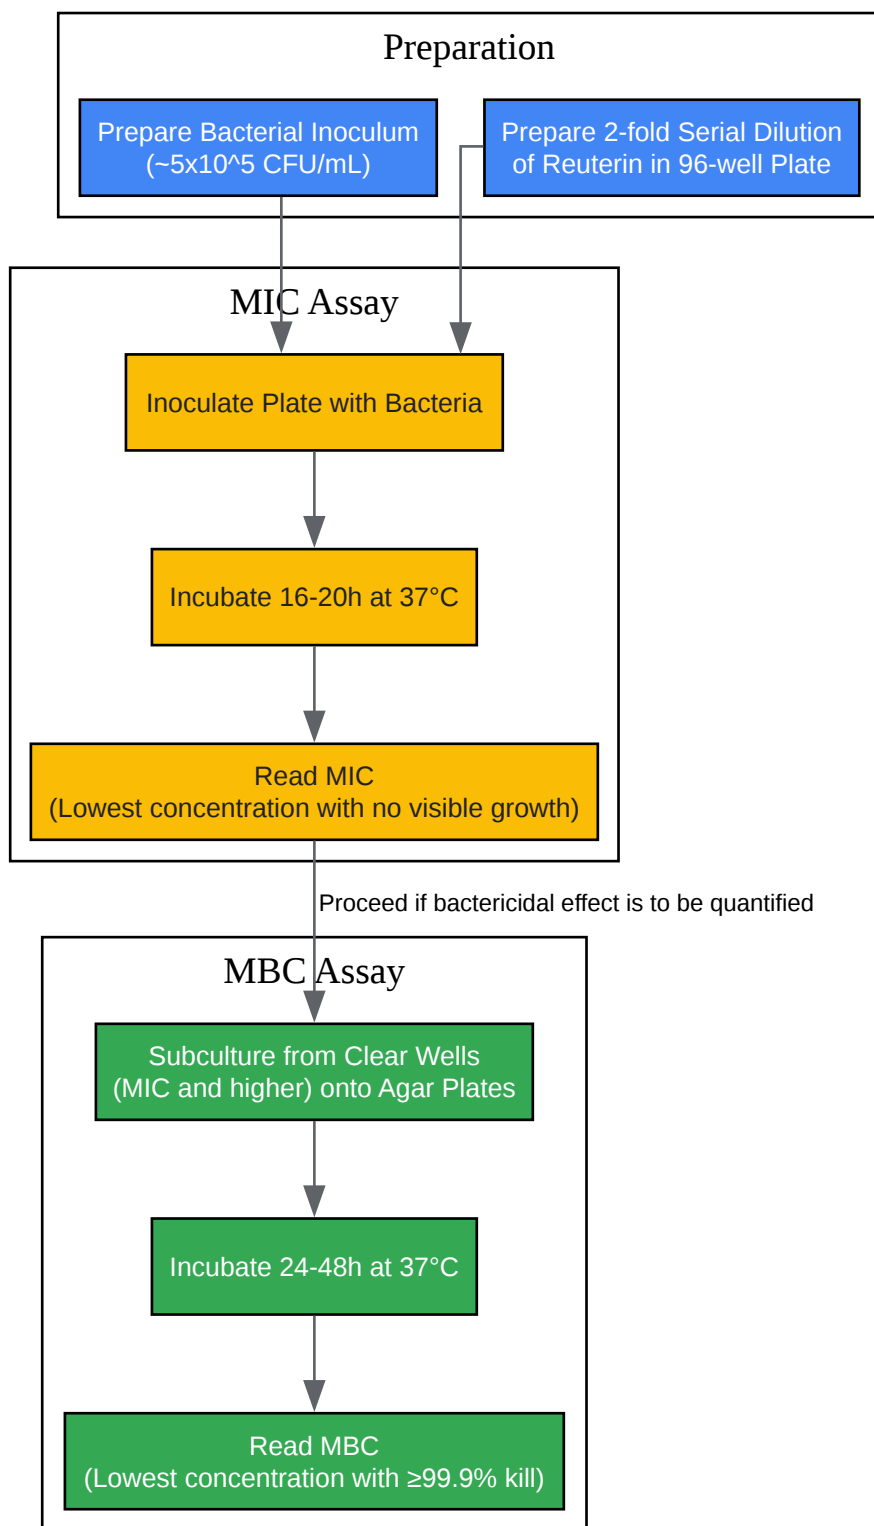 Preparation
Prepare Bacterial Inoculum
(~5x10^5 CFU/mL)
Prepare 2-fold Serial Dilution
of Reuterin in 96-well Plate
MIC Assay
Inoculate Plate with Bacteria
Incubate 16-20h at 37°C
Read MIC
(Lowest concentration with no visible growth)
Proceed if bactericidal effect is to be quantified
MBC Assay
Subculture from Clear Wells
(MIC and higher) onto Agar Plates
Incubate 24-48h at 37°C
Read MBC
(Lowest concentration with ≥99.9% kill)